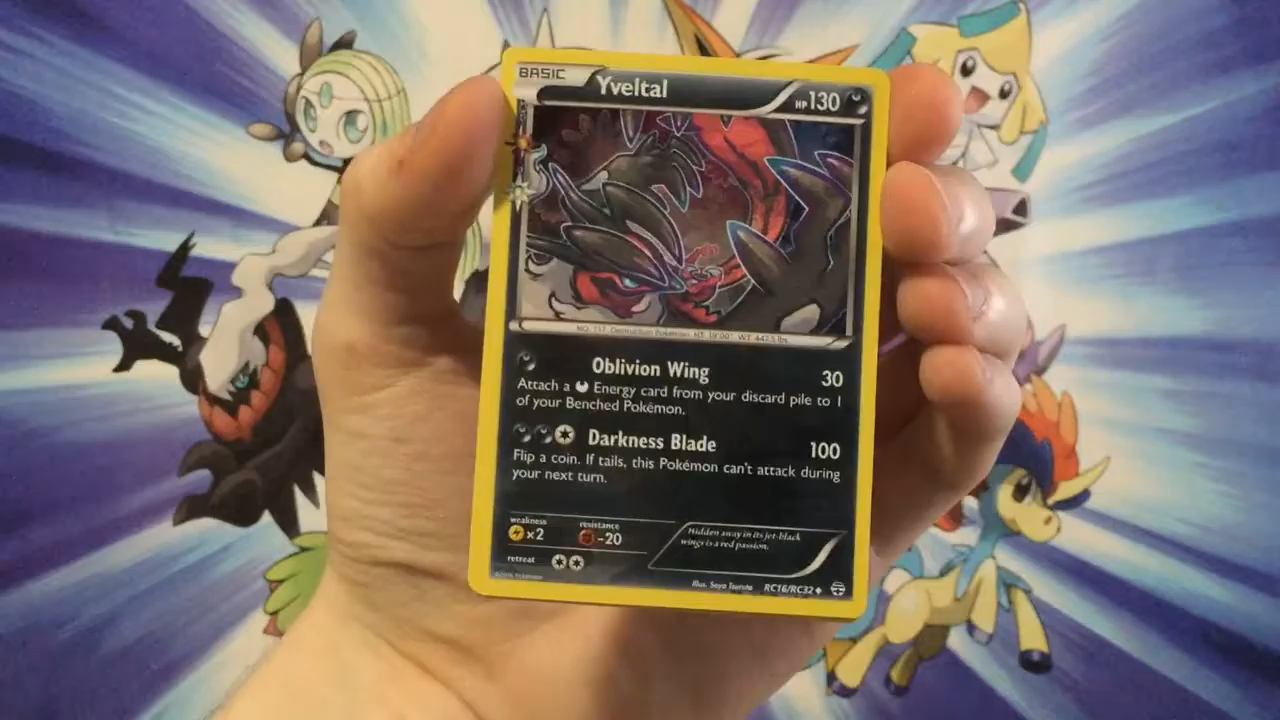 BASIC
Yveltal
HP 130
NO. 717 Destruction Pokémon HT: 19'00" WT: 447.5 lbs.
Oblivion Wing 30
Attach a Energy card from your discard pile to 1
of your Benched Pokémon.
Darkness Blade 100
Flip a coin. If tails, this Pokémon can't attack during
your next turn.
weakness
×2
resistance
-20
Hidden away in its jet-black
wings is a red passion.
retreat
©2016 Pokémon
Illus. Saya Tsuruta
RC16/RC32